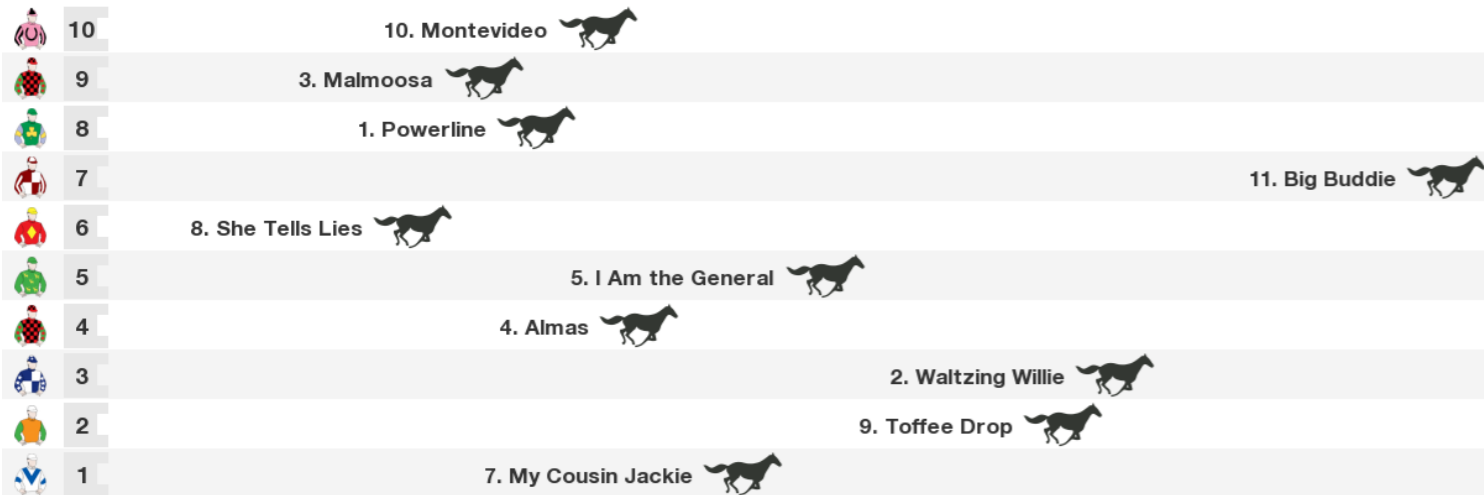 10 10. Montevideo
9 3. Malmoosa
8 1. Powerline
7 11. Big Buddie
6 8. She Tells Lies
5 5. I Am the General
4 4. Almas
3 2. Waltzing Willie
2 9. Toffee Drop
1 7. My Cousin Jackie